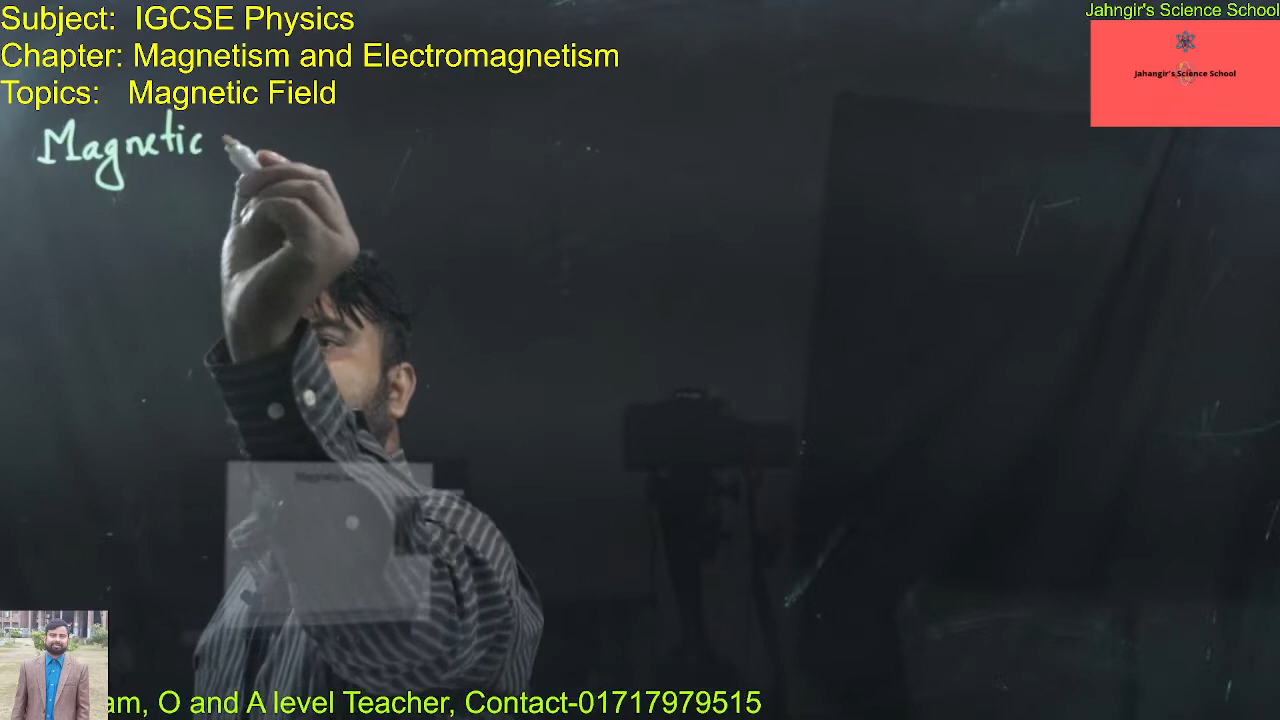 Subject: IGCSE Physics
Jahngir's Science School
Chapter: Magnetism and Electromagnetism
Jahangir's Science School
Topics: Magnetic Field
Magnetic
am, O and A level Teacher, Contact-01717979515